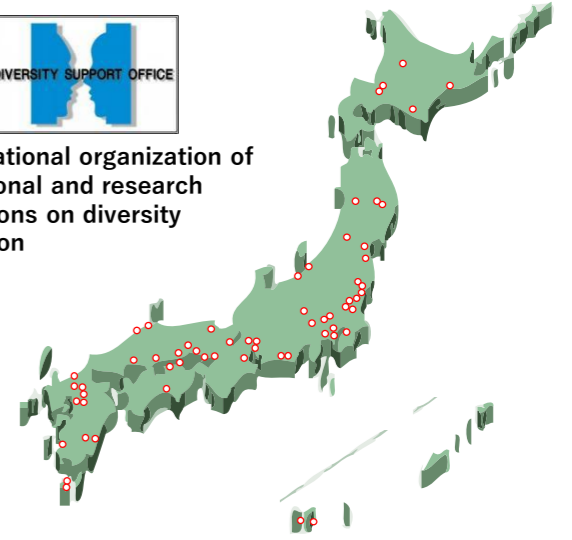 IVERSITY SUPPORT OFFICE
ational organization of
onal and research
ons on diversity
on